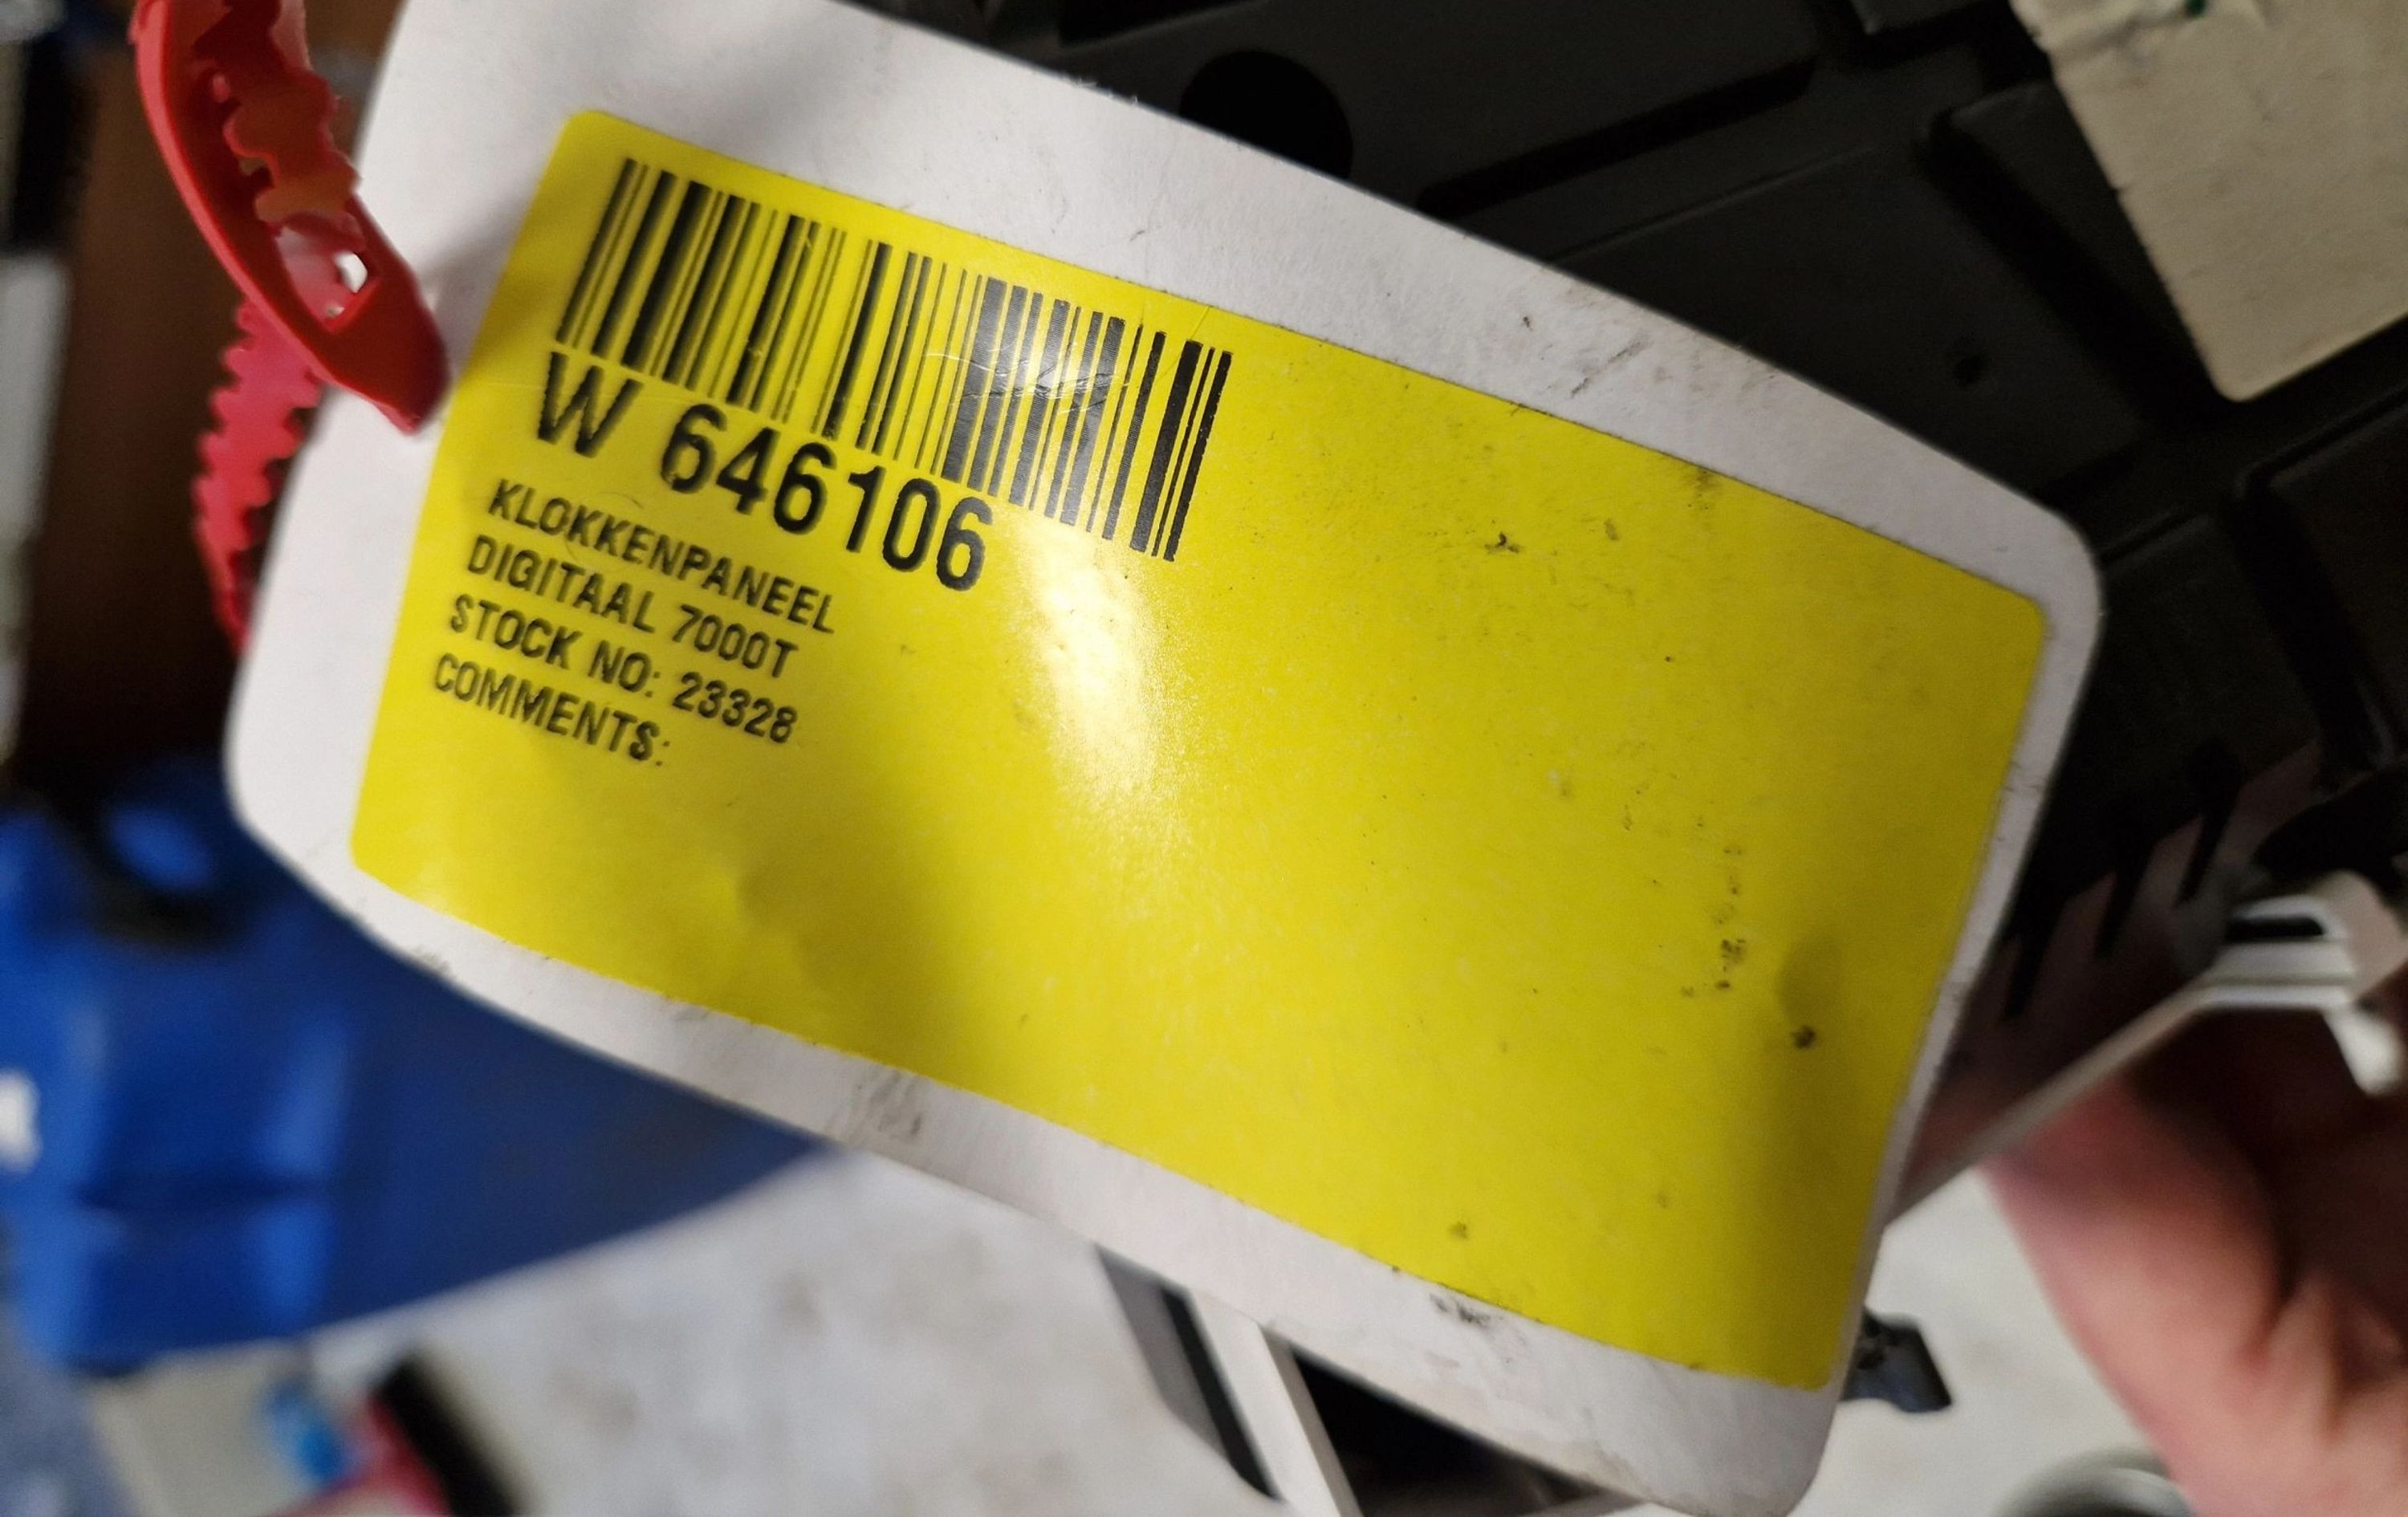 W 646106
KLOKKENPANEEL
DIGITAAL 7000T
STOCK NO: 23328
COMMENTS: